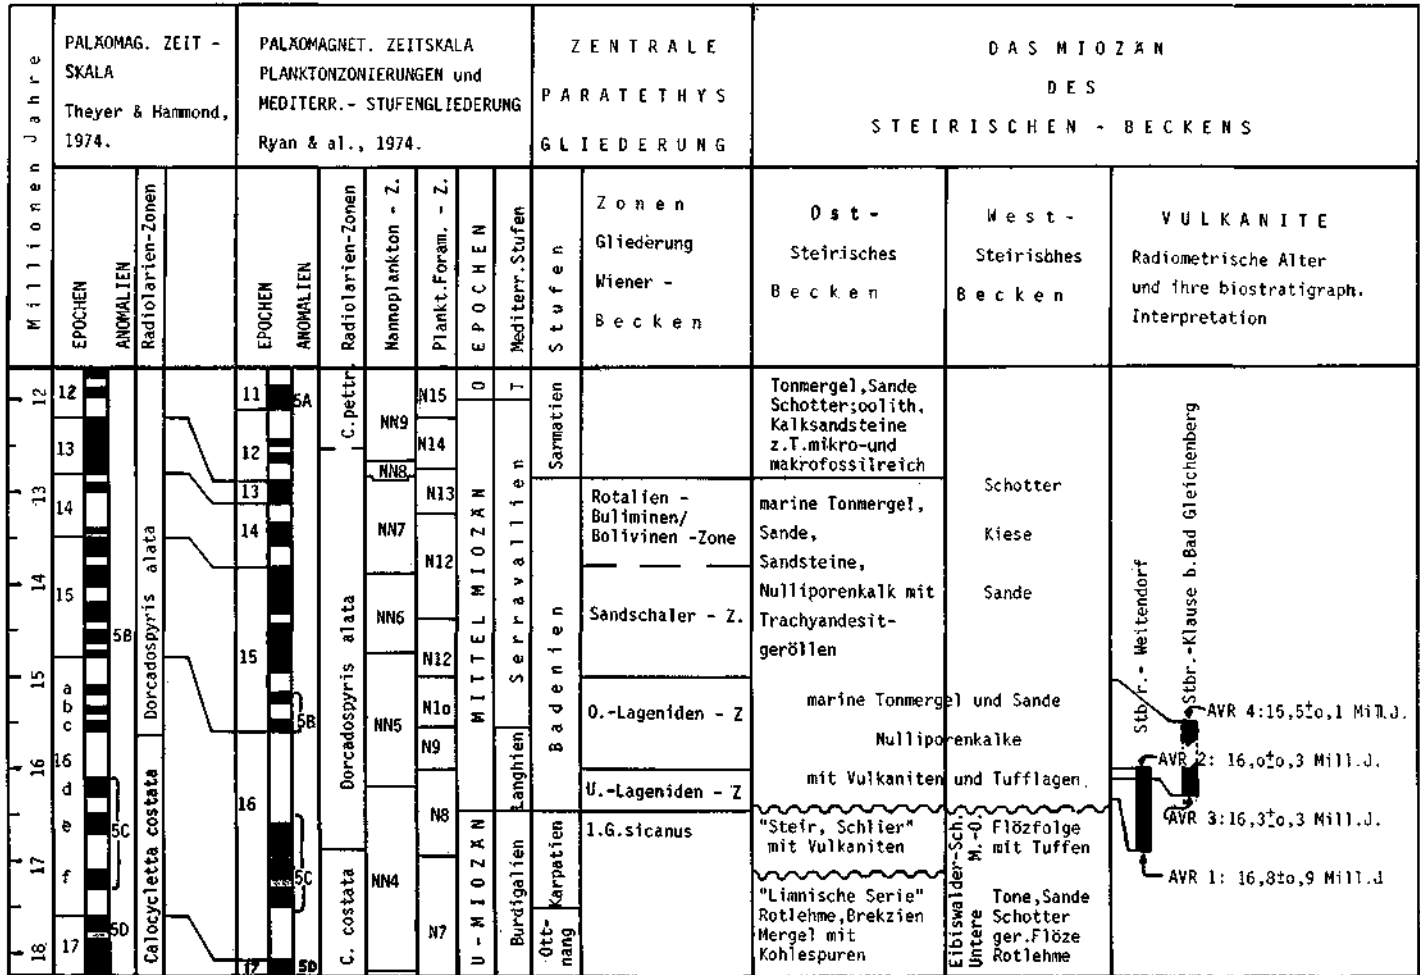 Millionen Jahre
PALÄOMAG. ZEIT -
SKALA
Theyer & Hammond,
1974.
PALÄOMAGNET. ZEITSKALA
PLANKTONZONIERUNGEN und
MEDITERR.- STUFENGLIEDERUNG
Ryan & al., 1974.
ZENTRALE
PARATETHYS
GLIEDERUNG
DAS MIOZÄN
DES
STEIRISCHEN - BECKENS
EPOCHEN
ANOMALIEN
Radiolarien-Zonen
EPOCHEN
ANOMALIEN
Radiolarien-Zonen
Nannoplankton - Z.
Plankt.Foram. - Z.
EPOCHEN
Mediterr.Stufen
Stufen
Zonen
Gliederung
Wiener -
Becken
Ost-
Steirisches
Becken
West-
Steirisbhes
Becken
VULKANITE
Radiometrische Alter
und ihre biostratigraph.
Interpretation
12
13
14
15
16
17
18
12
13
14
15
a
b
c
16
d
e
f
17
5B
5C
5D
Dorcadospyris alata
Calocycletta costata
11
12
13
14
15
16
17
5A
5B
5C
5D
C.pettr.
Dorcadospyris alata
C. costata
NN9
NN8
NN7
NN6
NN5
NN4
N15
N14
N13
N12
N12
N1o
N9
N8
N7
O
MITTEL MIOZÄN
U-MIOZÄN
T
Serravallien
Langhien
Burdigalien
Sarmatien
Badenien
Karpatien
Ott-
nang
Rotalien -
Buliminen/
Bolivinen -Zone
Sandschaler - Z.
O.-Lageniden - Z
U.-Lageniden - Z
1.G.sicanus
Tonmergel,Sande
Schotter;oolith.
Kalksandsteine
z.T.mikro-und
makrofossilreich
marine Tonmergel,
Sande,
Sandsteine,
Nulliporenkalk mit
Trachyandesit-
geröllen
Schotter
Kiese
Sande
marine Tonmergel und Sande
Nulliporenkalke
mit Vulkaniten und Tufflagen.
"Steir. Schlier"
mit Vulkaniten
"Limnische Serie"
Rotlehme,Brekzien
Mergel mit
Kohlespuren
Eibiswalder-Sch.
Untere M.-O.
Flözfolge
mit Tuffen
Tone,Sande
Schotter
ger.Flöze
Rotlehme
Stbr.- Weitendorf
Stbr.-Klause b.Bad Gleichenberg
AVR 4:15,5±o,1 Mill.J.
AVR 2: 16,o±o,3 Mill.J.
AVR 3:16,3±o,3 Mill.J.
AVR 1: 16,8±o,9 Mill.J